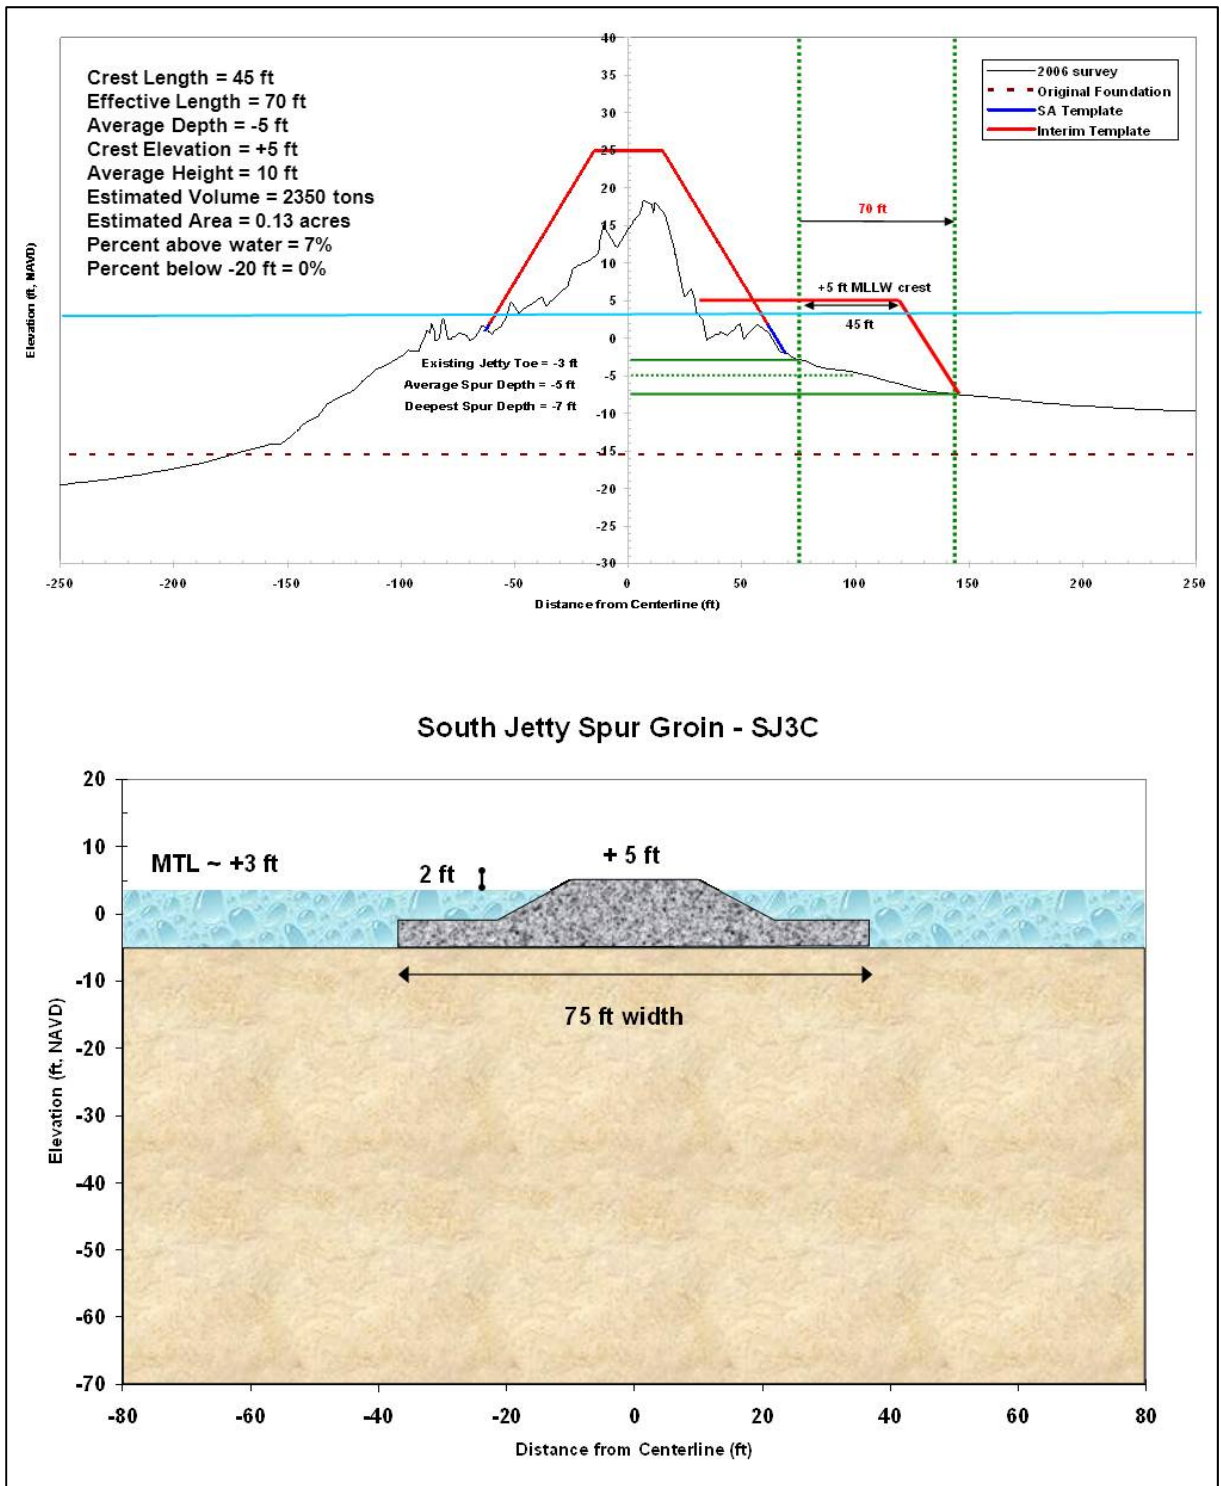 Crest Length = 45 ft
Effective Length = 70 ft
Average Depth = -5 ft
Crest Elevation = +5 ft
Average Height = 10 ft
Estimated Volume = 2350 tons
Estimated Area = 0.13 acres
Percent above water = 7%
Percent below -20 ft = 0%
2006 survey
Original Foundation
SA Template
Interim Template
40
35
30
25
20
15
10
5
0
-5
-10
-15
-20
-25
-30
Elevation (ft, NAVD)
70 ft
+5 ft MLLW crest
45 ft
Existing Jetty Toe = -3 ft
Average Spur Depth = -5 ft
Deepest Spur Depth = -7 ft
-250 -200 -150 -100 -50 0 50 100 150 200 250
Distance from Centerline (ft)
South Jetty Spur Groin - SJ3C
20
10
0
-10
-20
-30
-40
-50
-60
-70
Elevation (ft, NAVD)
MTL ~ +3 ft
2 ft
+ 5 ft
75 ft width
-80 -60 -40 -20 0 20 40 60 80
Distance from Centerline (ft)